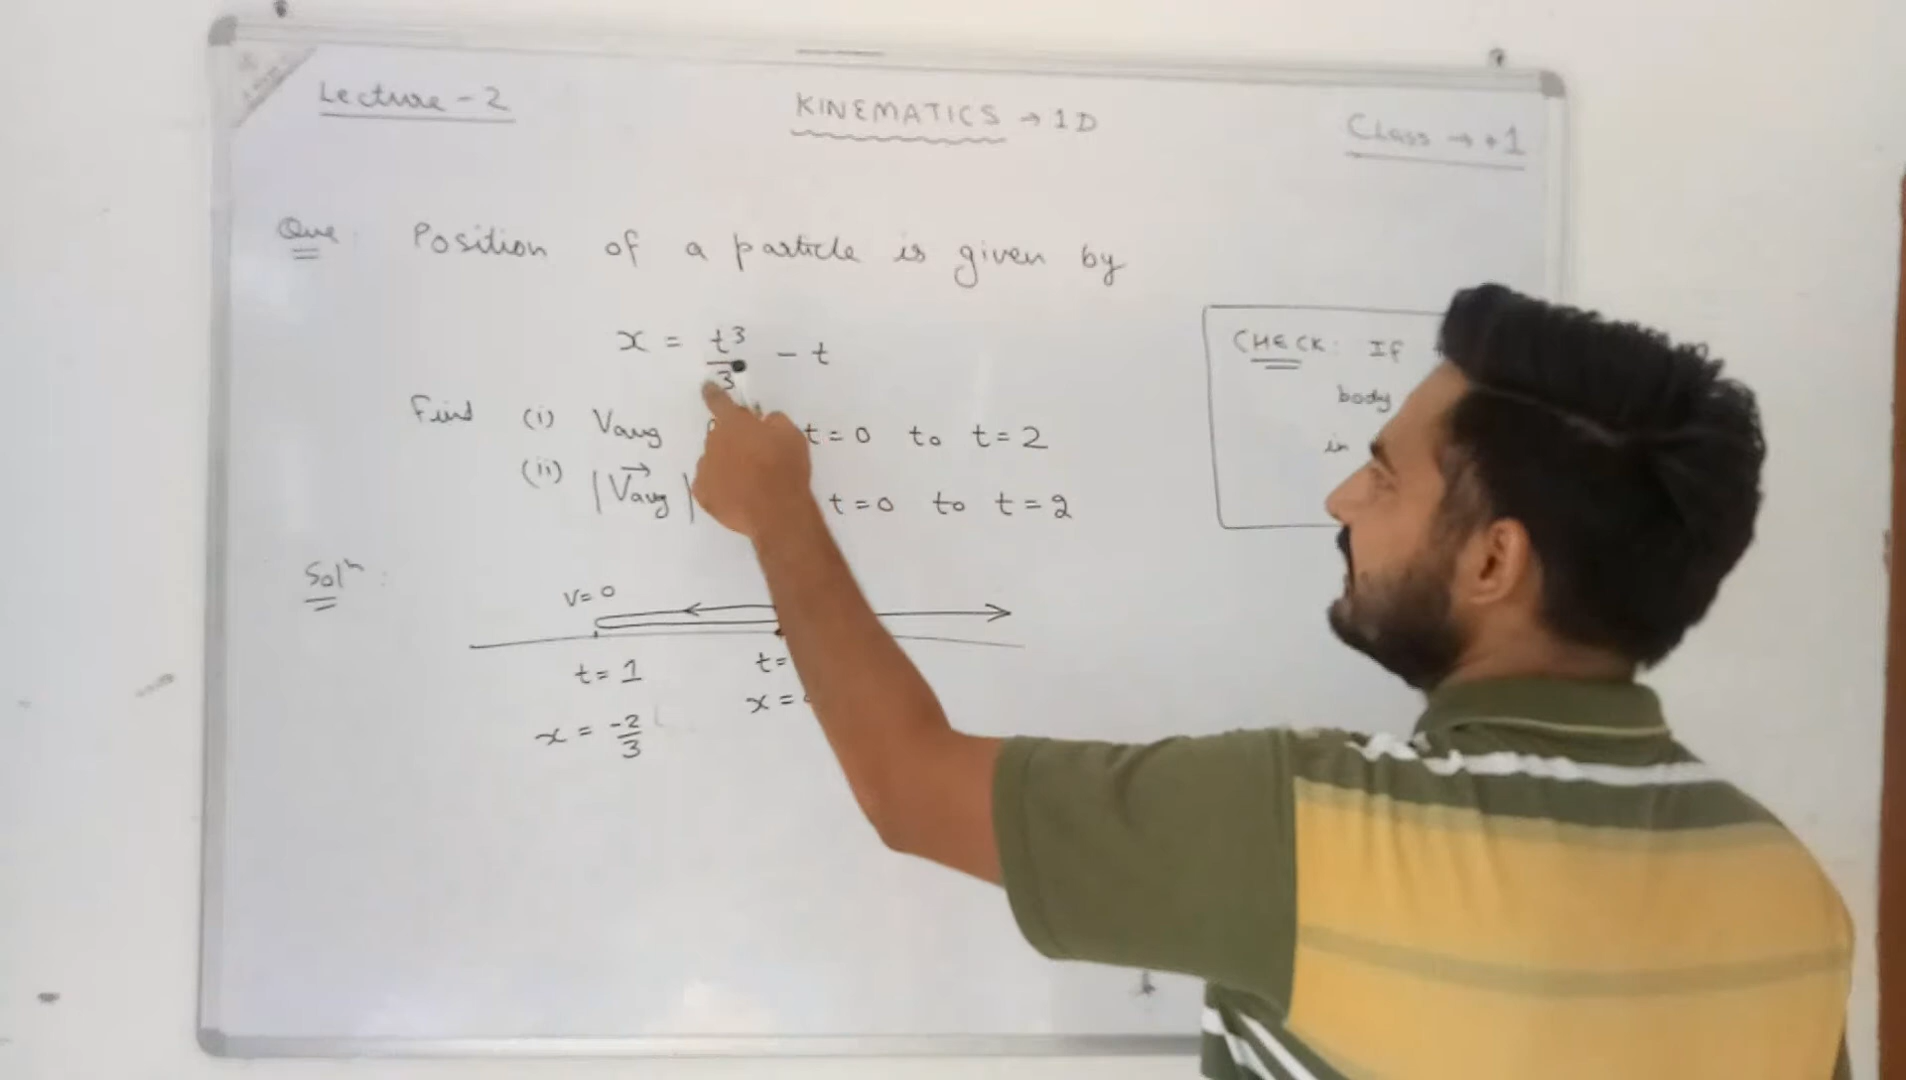 Lecture - 2
KINEMATICS → 1D
Class → +1
Que: Position of a particle is given by
x = t³/3 - t
Find (i) Vavg t = 0 to t = 2
(ii) |V⃗avg| t = 0 to t = 2
CHECK: If
body
in
Solⁿ:
V = 0
t = 1 t =
x = -2/3 x =